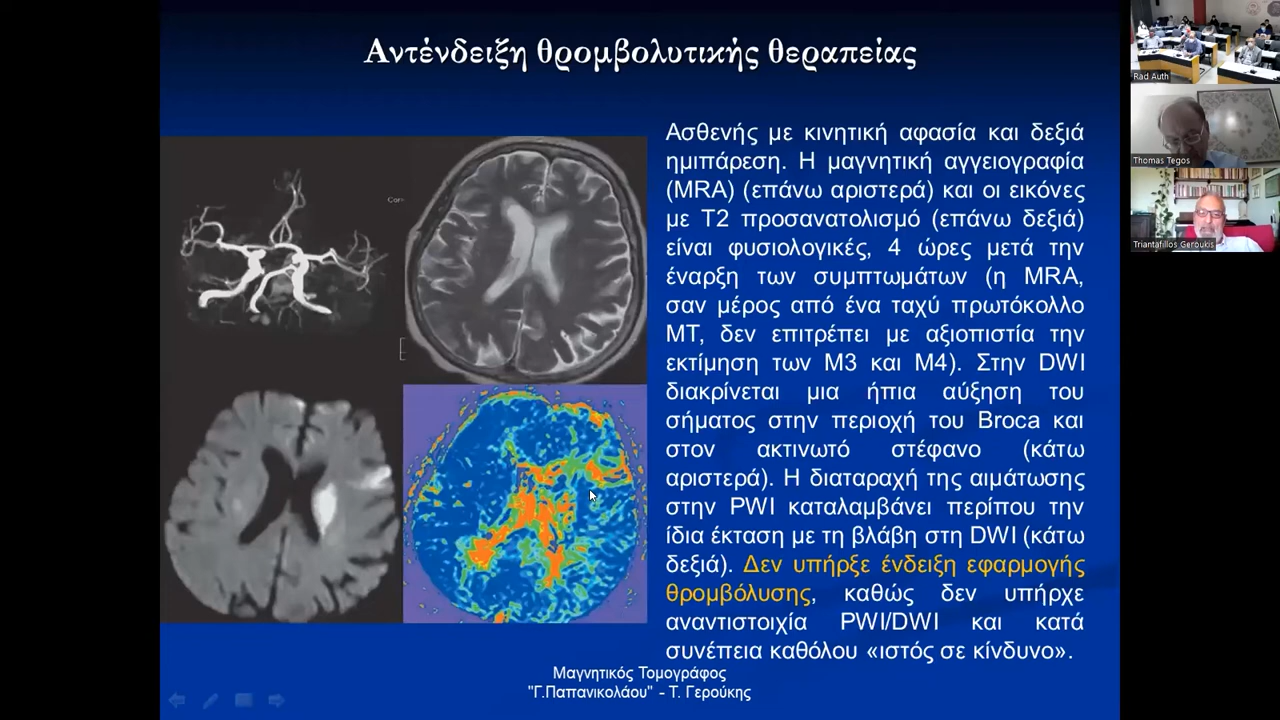 Αντένδειξη θρομβολυτικής θεραπείας
Ασθενής με κινητική αφασία και δεξιά
ημιπάρεση. Η μαγνητική αγγειογραφία
(MRA) (επάνω αριστερά) και οι εικόνες
με Τ2 προσανατολισμό (επάνω δεξιά)
είναι φυσιολογικές, 4 ώρες μετά την
έναρξη των συμπτωμάτων (η MRA,
σαν μέρος από ένα ταχύ πρωτόκολλο
ΜΤ, δεν επιτρέπει με αξιοπιστία την
εκτίμηση των Μ3 και Μ4). Στην DWI
διακρίνεται μια ήπια αύξηση του
σήματος στην περιοχή του Broca και
στον ακτινωτό στέφανο (κάτω
αριστερά). Η διαταραχή της αιμάτωσης
στην PWI καταλαμβάνει περίπου την
ίδια έκταση με τη βλάβη στη DWI (κάτω
δεξιά). Δεν υπήρξε ένδειξη εφαρμογής
θρομβόλυσης, καθώς δεν υπήρχε
αναντιστοιχία PWI/DWI και κατά
συνέπεια καθόλου «ιστός σε κίνδυνο».
Μαγνητικός Τομογράφος
"Γ.Παπανικολάου" - Τ. Γερούκης
Rad Auth
Thomas Tegos
Triantafillos Geroukis